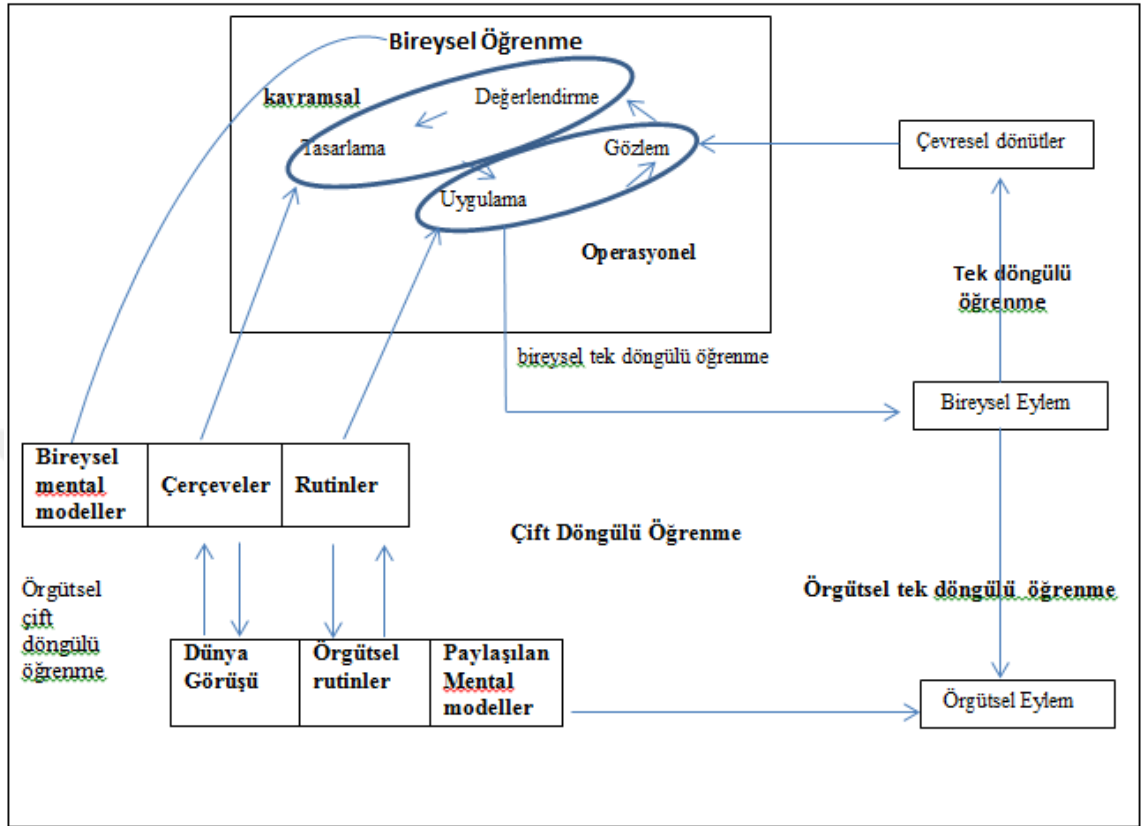 Bireysel Öğrenme
kavramsal
Değerlendirme
Tasarlama
Gözlem
Uygulama
Operasyonel
Çevresel dönütler
Tek döngülü
öğrenme
bireysel tek döngülü öğrenme
Bireysel Eylem
Bireysel
mental
modeller
Çerçeveler
Rutinler
Çift Döngülü Öğrenme
Örgütsel
çift
döngülü
öğrenme
Örgütsel tek döngülü öğrenme
Dünya
Görüşü
Örgütsel
rutinler
Paylaşılan
Mental
modeller
Örgütsel Eylem